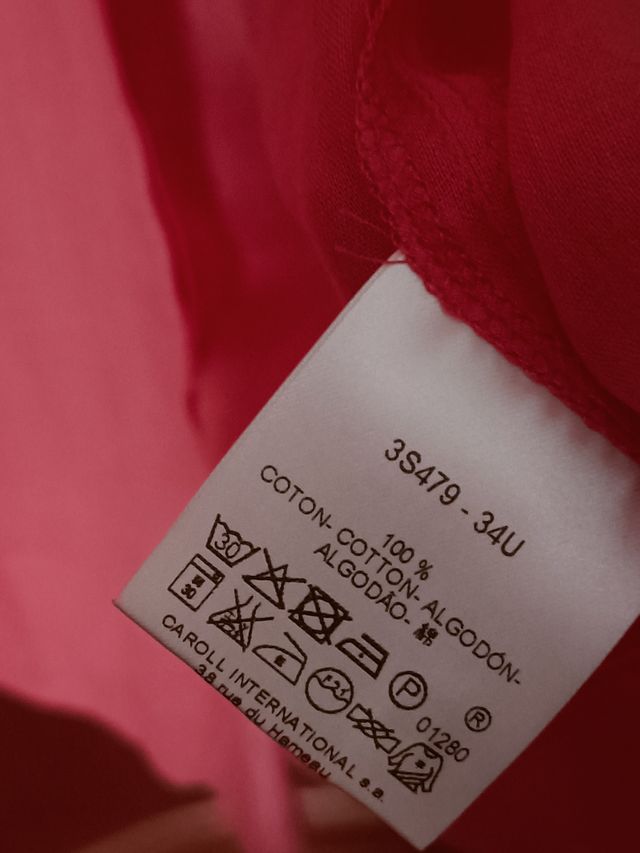 3S479 - 34U
100 %
COTON- COTTON- ALGODÓN-
ALGODÃO- 綿
30
P
30
® 01280
CAROLL INTERNATIONAL s.a.
38 rue du Hameau